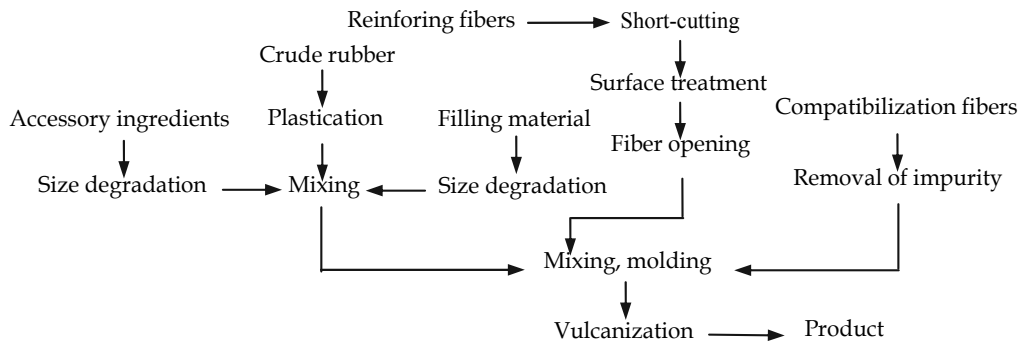 Reinforing fibers
Short-cutting
Crude rubber
Surface treatment
Accessory ingredients
Plastication
Filling material
Compatibilization fibers
Fiber opening
Size degradation
Mixing
Size degradation
Removal of impurity
Mixing, molding
Vulcanization
Product